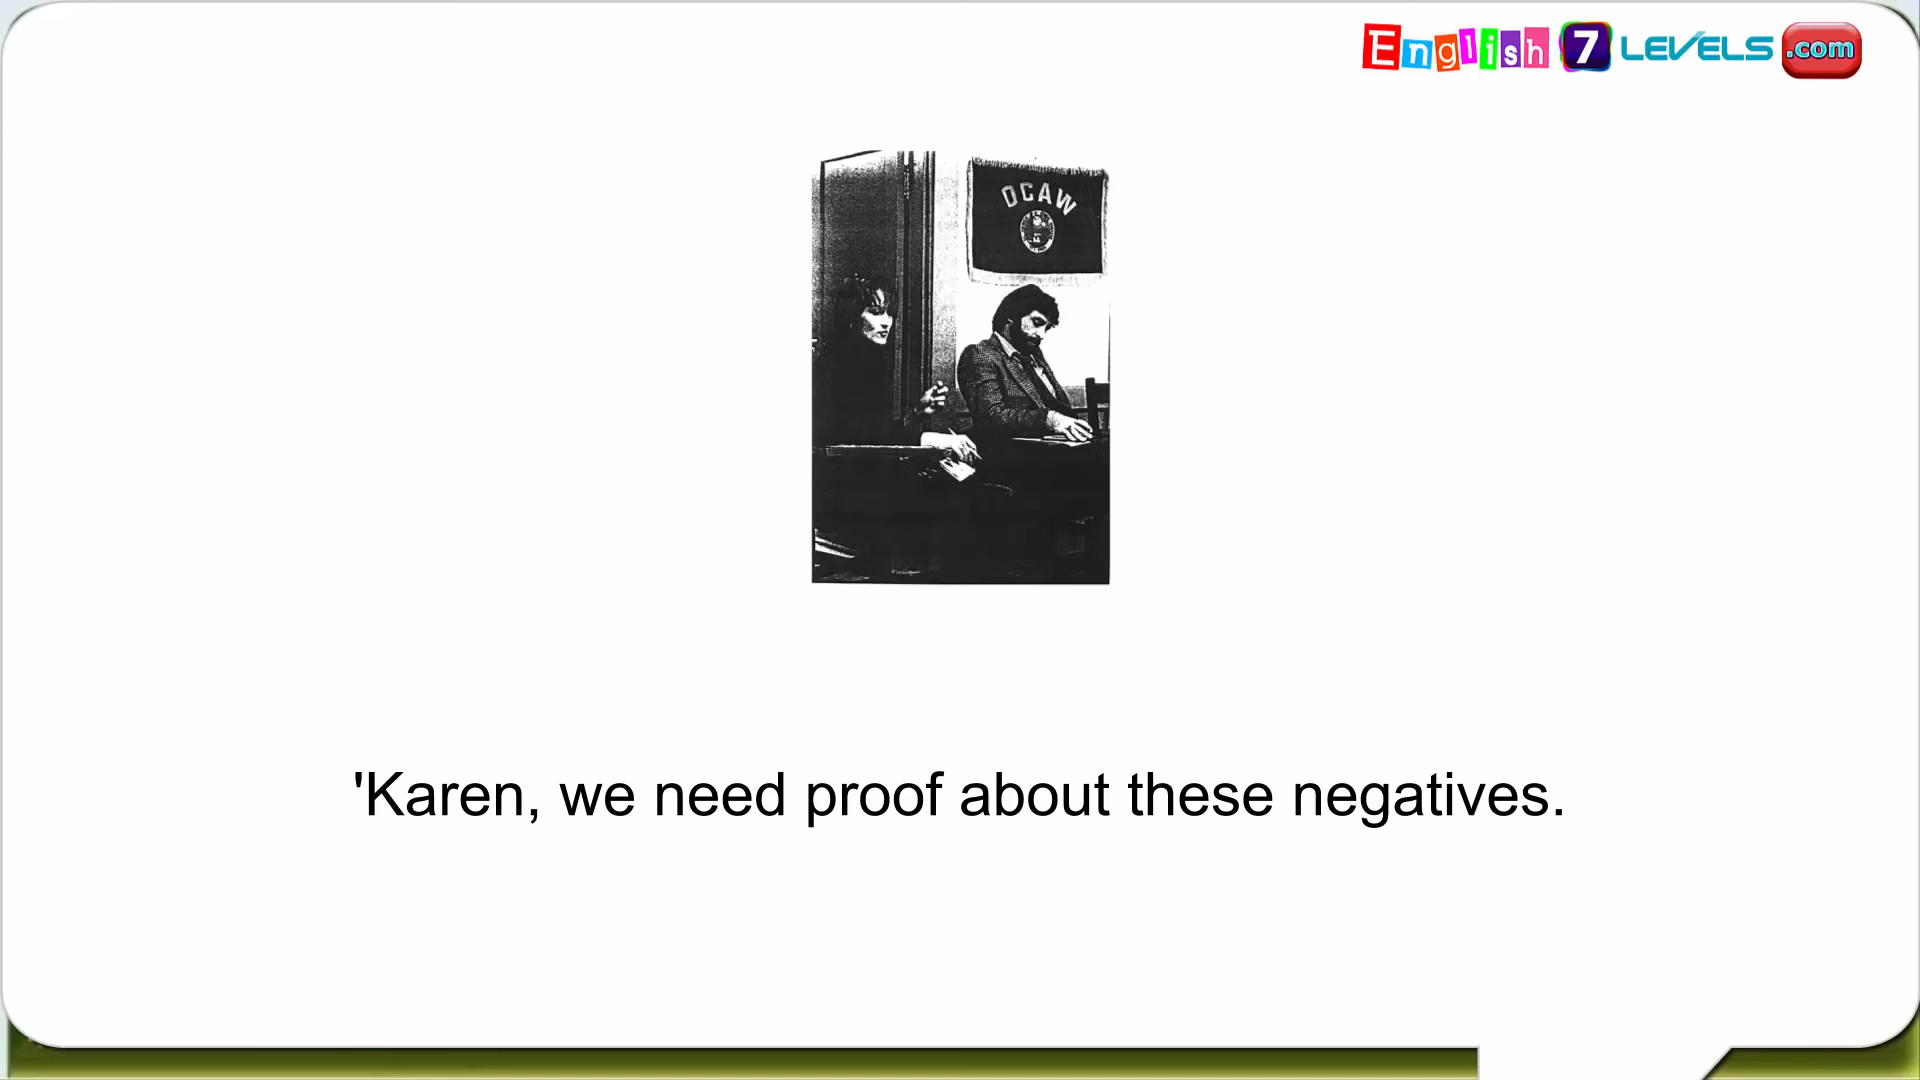 English 7 LEVELS .com
OCAW
'Karen, we need proof about these negatives.